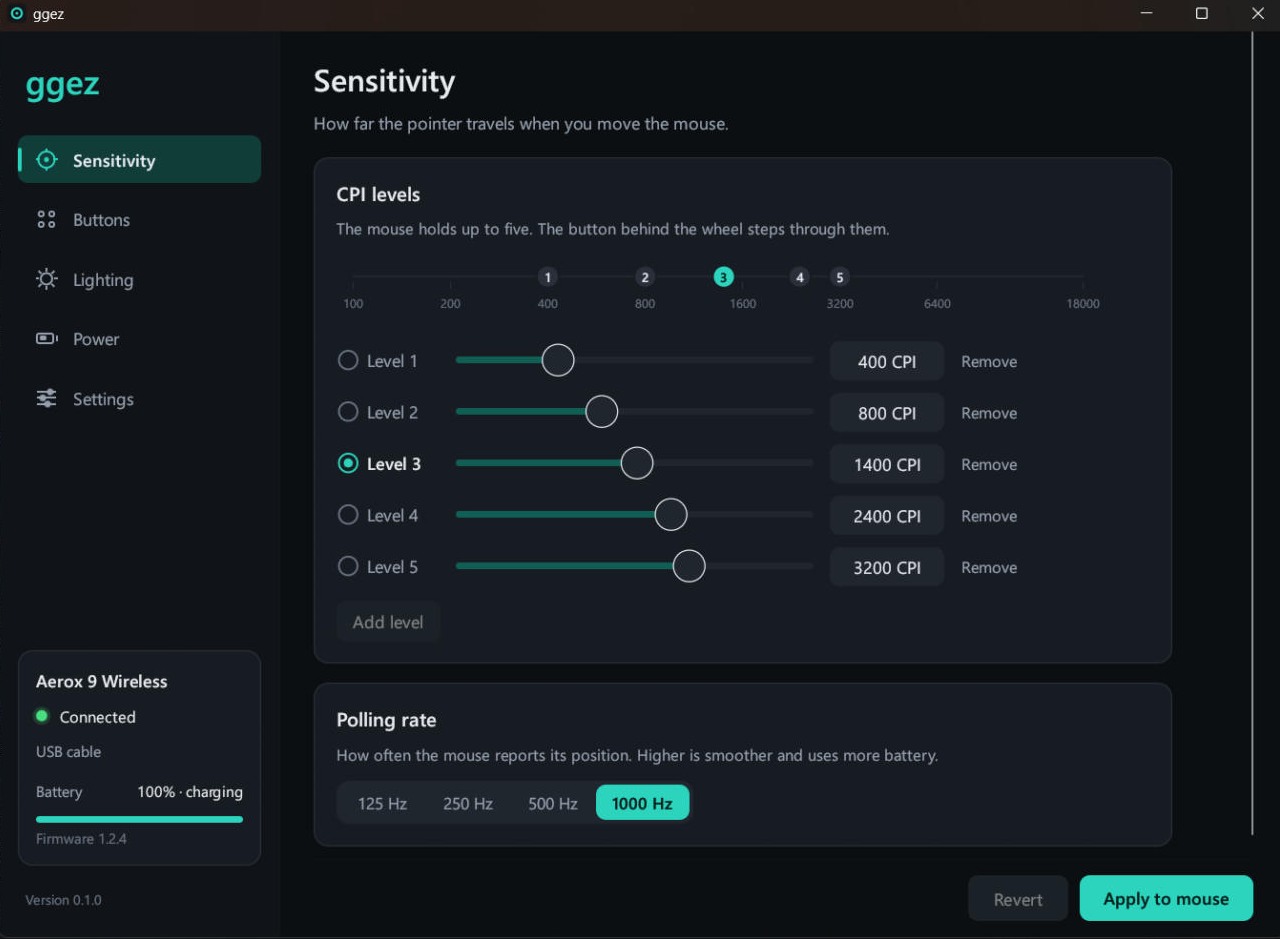 ggez
ggez
Sensitivity
Buttons
Lighting
Power
Settings
Aerox 9 Wireless
Connected
USB cable
Battery 100% · charging
Firmware 1.2.4
Version 0.1.0
Sensitivity
How far the pointer travels when you move the mouse.
CPI levels
The mouse holds up to five. The button behind the wheel steps through them.
1 2 3 4 5
100 200 400 800 1600 3200 6400 18000
Level 1 400 CPI Remove
Level 2 800 CPI Remove
Level 3 1400 CPI Remove
Level 4 2400 CPI Remove
Level 5 3200 CPI Remove
Add level
Polling rate
How often the mouse reports its position. Higher is smoother and uses more battery.
125 Hz 250 Hz 500 Hz 1000 Hz
Revert Apply to mouse